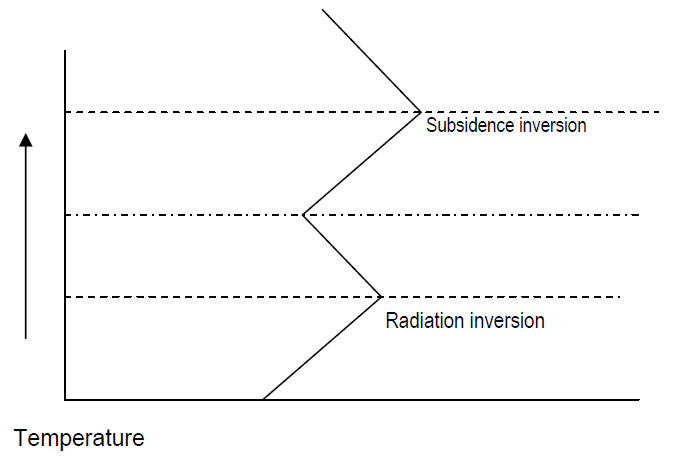 Subsidence inversion
Radiation inversion
Temperature